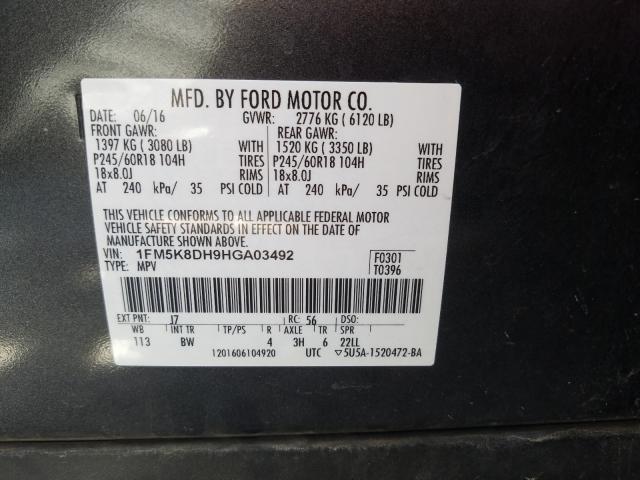 MFD. BY FORD MOTOR CO.
DATE: 06/16 GVWR: 2776 KG ( 6120 LB)
FRONT GAWR: REAR GAWR:
1397 KG ( 3080 LB) WITH 1520 KG ( 3350 LB) WITH
P245/60R18 104H TIRES P245/60R18 104H TIRES
18x8.0J RIMS 18x8.0J RIMS
AT 240 kPa/ 35 PSI COLD AT 240 kPa/ 35 PSI COLD
THIS VEHICLE CONFORMS TO ALL APPLICABLE FEDERAL MOTOR
VEHICLE SAFETY STANDARDS IN EFFECT ON THE DATE OF
MANUFACTURE SHOWN ABOVE.
VIN: 1FM5K8DH9HGA03492 F0301
TYPE: MPV T0396
EXT PNT: J7 RC: 56 DSO:
WB INT TR TP/PS R AXLE TR SPR
113 BW 4 3H 6 22LL
1201606104920 UTC ▽5U5A-1520472-BA